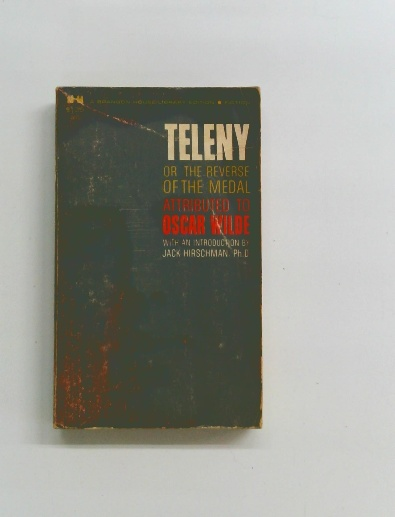 TELENY
OR THE REVERSE
OF THE MEDAL
ATTRIBUTED TO
OSCAR WILDE
WITH AN INTRODUCTION BY
JACK HIRSCHMAN, Ph.D